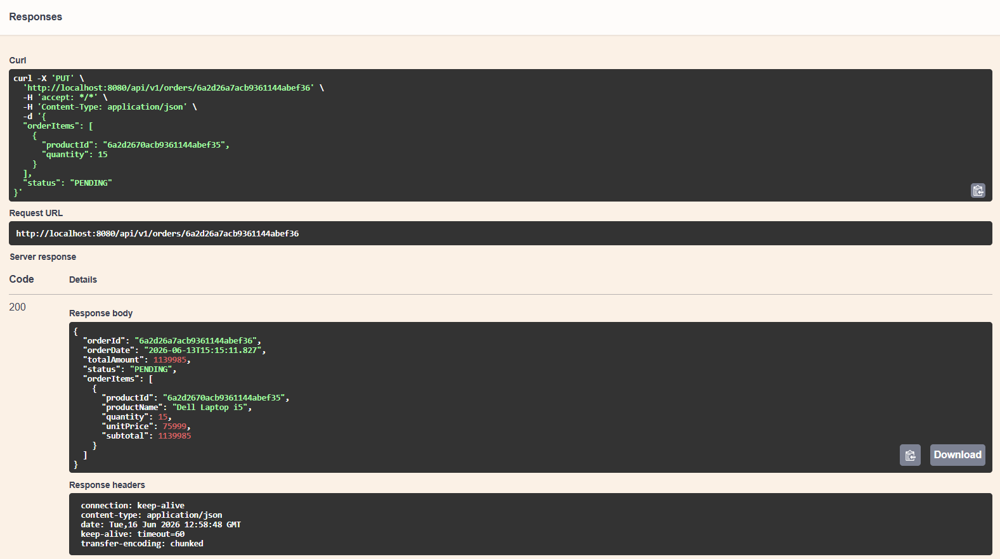 Responses
Curl
curl -X 'PUT' \
  'http://localhost:8080/api/v1/orders/6a2d26a7acb9361144abef36' \
  -H 'accept: */*' \
  -H 'Content-Type: application/json' \
  -d '{
  "orderItems": [
    {
      "productId": "6a2d2670acb9361144abef35",
      "quantity": 15
    }
  ],
  "status": "PENDING"
}'
Request URL
http://localhost:8080/api/v1/orders/6a2d26a7acb9361144abef36
Server response
Code Details
200
Response body
{
  "orderId": "6a2d26a7acb9361144abef36",
  "orderDate": "2026-06-13T15:15:11.827",
  "totalAmount": 1139985,
  "status": "PENDING",
  "orderItems": [
    {
      "productId": "6a2d2670acb9361144abef35",
      "productName": "Dell Laptop i5",
      "quantity": 15,
      "unitPrice": 75999,
      "subtotal": 1139985
    }
  ]
}
Download
Response headers
connection: keep-alive
content-type: application/json
date: Tue,16 Jun 2026 12:58:48 GMT
keep-alive: timeout=60
transfer-encoding: chunked